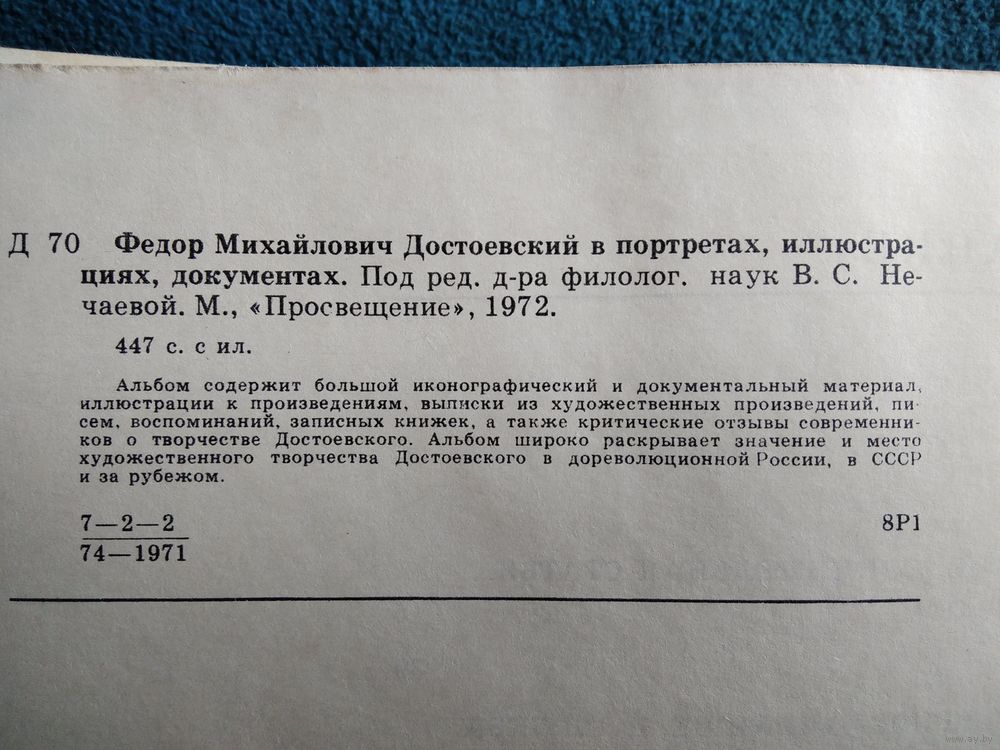 Д 70 Федор Михайлович Достоевский в портретах, иллюстра-
циях, документах. Под ред. д-ра филолог. наук В. С. Не-
чаевой. М., «Просвещение», 1972.
447 с. с ил.
Альбом содержит большой иконографический и документальный материал,
иллюстрации к произведениям, выписки из художественных произведений, пи-
сем, воспоминаний, записных книжек, а также критические отзывы современни-
ков о творчестве Достоевского. Альбом широко раскрывает значение и место
художественного творчества Достоевского в дореволюционной России, в СССР
и за рубежом.
7—2—2
74—1971
8Р1
www.ay.by